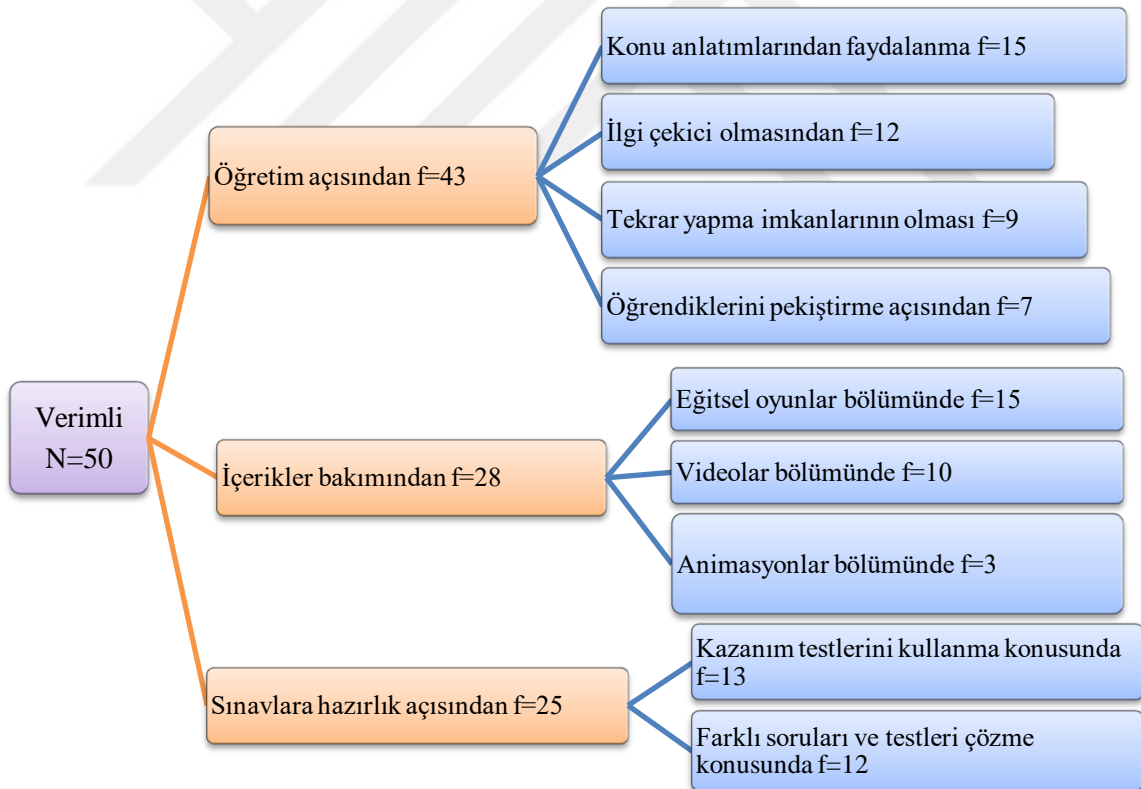 Verimli
N=50
Öğretim açısından f=43
Konu anlatımlarından faydalanma f=15
İlgi çekici olmasından f=12
Tekrar yapma imkanlarının olması f=9
Öğrendiklerini pekiştirme açısından f=7
İçerikler bakımından f=28
Eğitsel oyunlar bölümünde f=15
Videolar bölümünde f=10
Animasyonlar bölümünde f=3
Sınavlara hazırlık açısından f=25
Kazanım testlerini kullanma konusunda
f=13
Farklı soruları ve testleri çözme
konusunda f=12